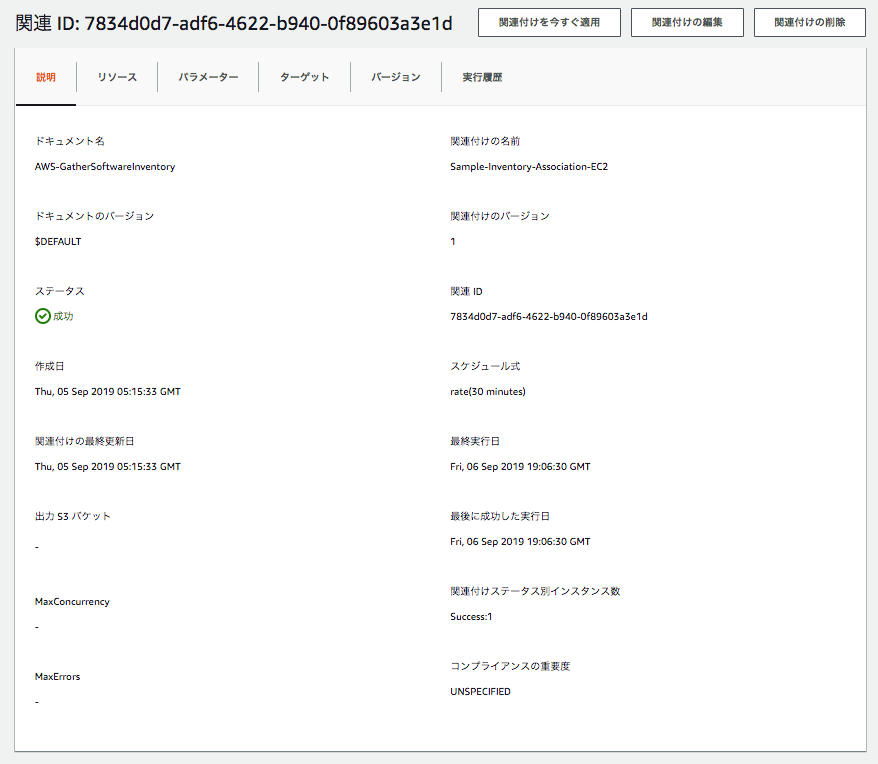 関連 ID: 7834d0d7-adf6-4622-b940-0f89603a3e1d
関連付けを今すぐ適用
関連付けの編集
関連付けの削除
説明
リソース
パラメーター
ターゲット
バージョン
実行履歴
ドキュメント名
AWS-GatherSoftwareInventory
関連付けの名前
Sample-Inventory-Association-EC2
ドキュメントのバージョン
$DEFAULT
関連付けのバージョン
1
ステータス
成功
関連 ID
7834d0d7-adf6-4622-b940-0f89603a3e1d
作成日
Thu, 05 Sep 2019 05:15:33 GMT
スケジュール式
rate(30 minutes)
関連付けの最終更新日
Thu, 05 Sep 2019 05:15:33 GMT
最終実行日
Fri, 06 Sep 2019 19:06:30 GMT
出力 S3 バケット
-
最後に成功した実行日
Fri, 06 Sep 2019 19:06:30 GMT
MaxConcurrency
-
関連付けステータス別インスタンス数
Success:1
MaxErrors
-
コンプライアンスの重要度
UNSPECIFIED